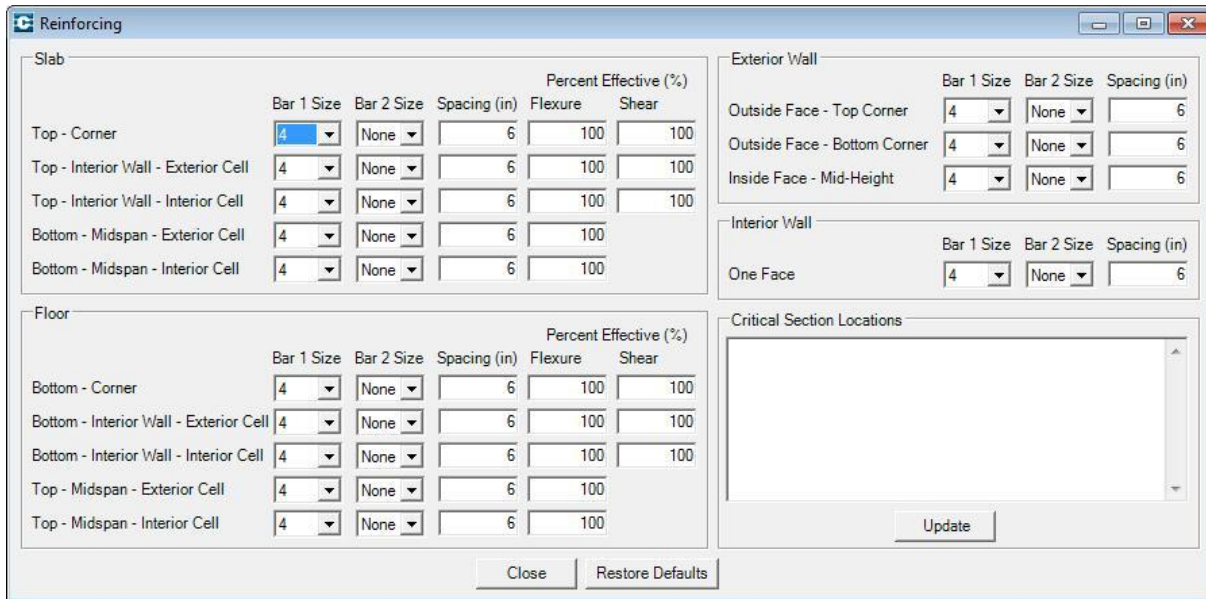 Reinforcing
Slab
Percent Effective (%)
Bar 1 Size Bar 2 Size Spacing (in) Flexure Shear
Top - Corner 4 None 6 100 100
Top - Interior Wall - Exterior Cell 4 None 6 100 100
Top - Interior Wall - Interior Cell 4 None 6 100 100
Bottom - Midspan - Exterior Cell 4 None 6 100
Bottom - Midspan - Interior Cell 4 None 6 100
Floor
Percent Effective (%)
Bar 1 Size Bar 2 Size Spacing (in) Flexure Shear
Bottom - Corner 4 None 6 100 100
Bottom - Interior Wall - Exterior Cell 4 None 6 100 100
Bottom - Interior Wall - Interior Cell 4 None 6 100 100
Top - Midspan - Exterior Cell 4 None 6 100
Top - Midspan - Interior Cell 4 None 6 100
Exterior Wall
Bar 1 Size Bar 2 Size Spacing (in)
Outside Face - Top Corner 4 None 6
Outside Face - Bottom Corner 4 None 6
Inside Face - Mid-Height 4 None 6
Interior Wall
Bar 1 Size Bar 2 Size Spacing (in)
One Face 4 None 6
Critical Section Locations
Update
Close Restore Defaults